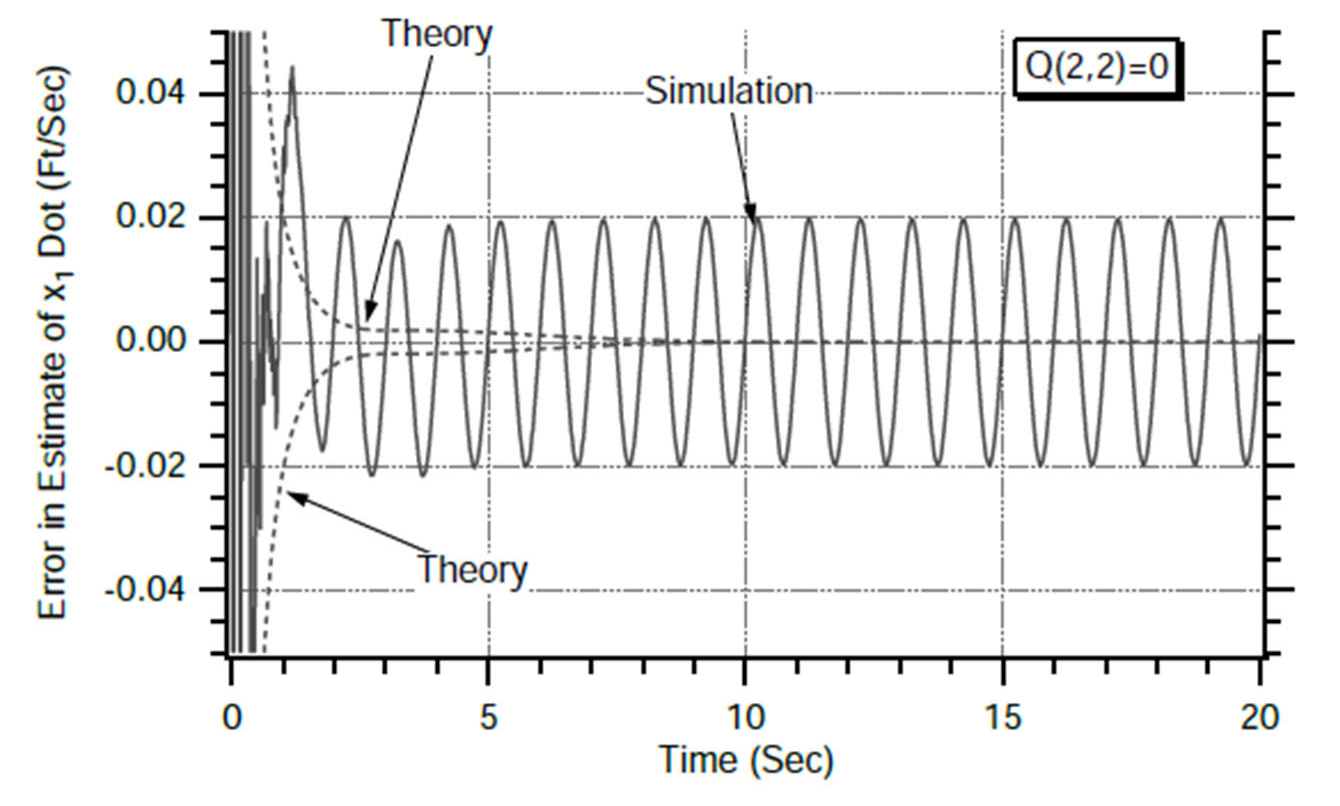 Theory
Q(2,2)=0
Simulation
0.04
0.02
0.00
-0.02
-0.04
Error in Estimate of x1 Dot (Ft/Sec)
Theory
0 5 10 15 20
Time (Sec)